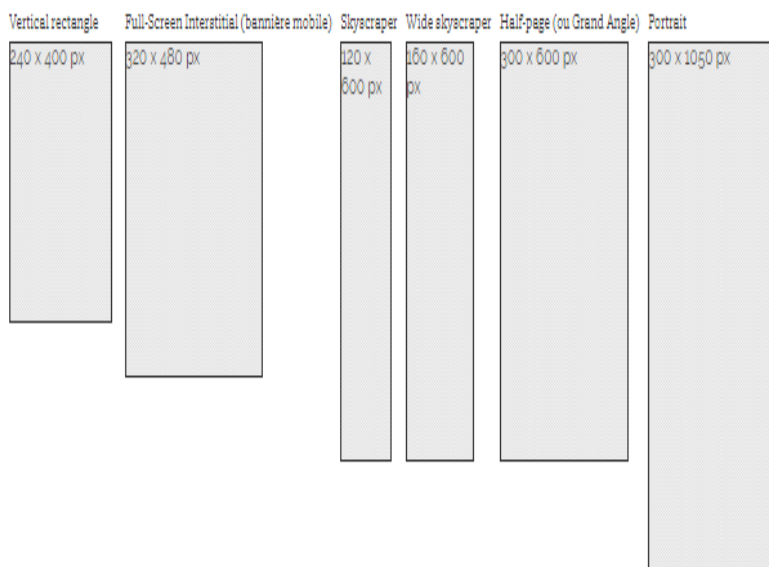 Vertical rectangle
240 x 400 px
Full-Screen Interstitial (bannière mobile)
320 x 480 px
Skyscraper
120 x
600 px
Wide skyscraper
160 x 600
px
Half-page (ou Grand Angle)
300 x 600 px
Portrait
300 x 1050 px